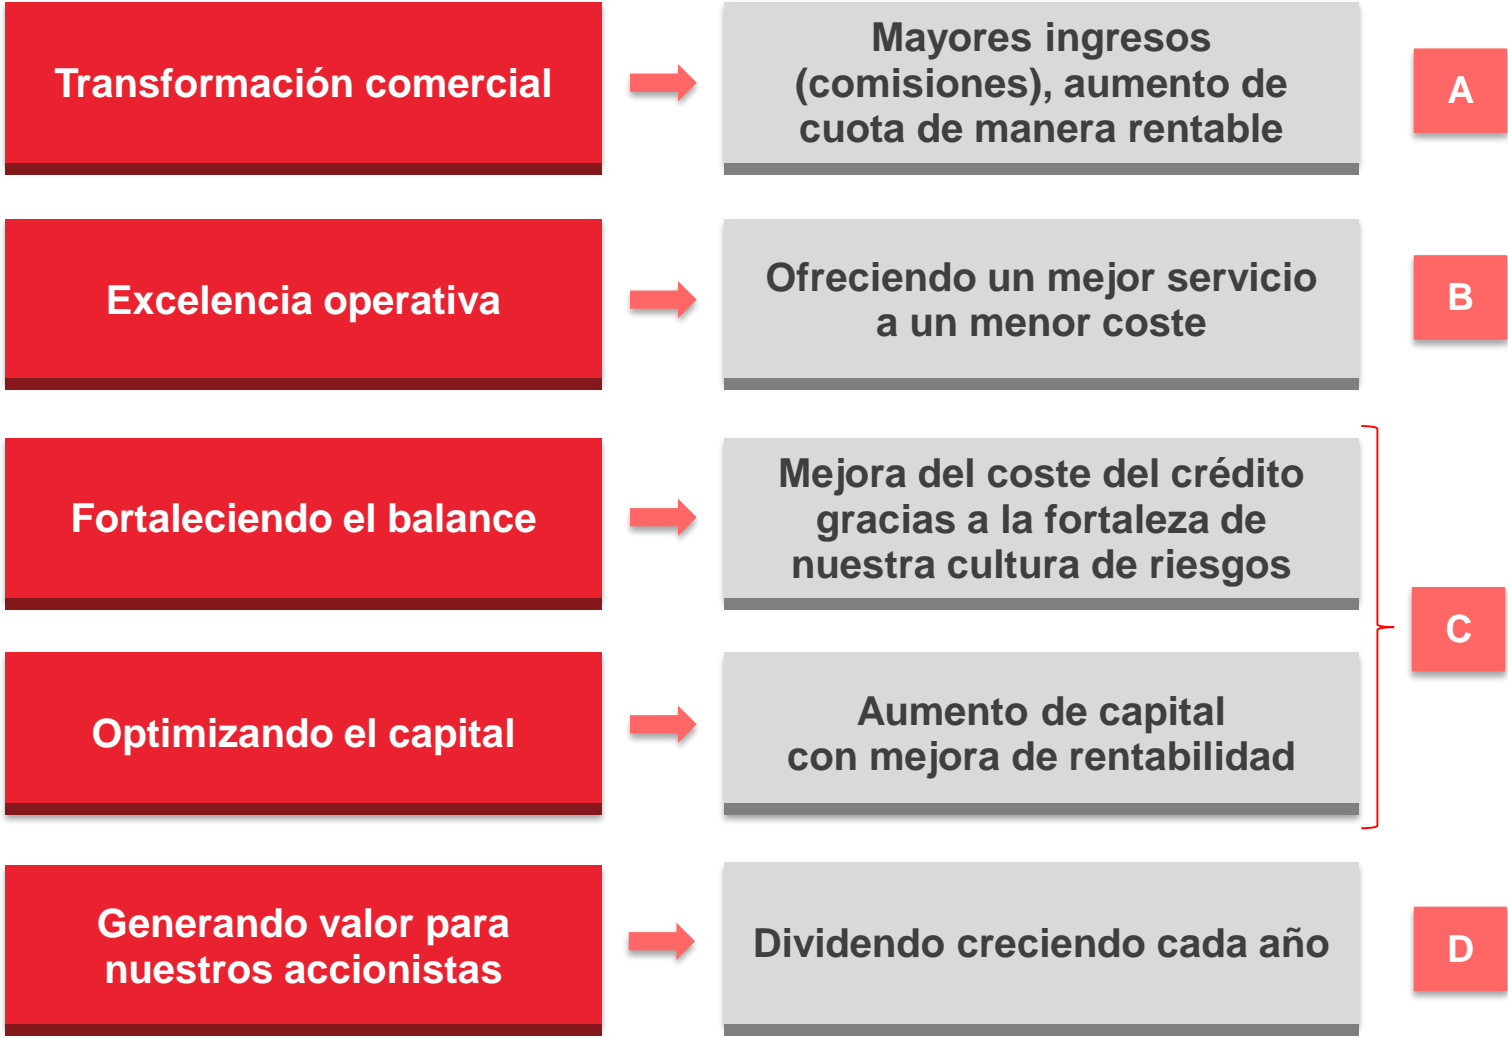 Transformación comercial
Mayores ingresos
(comisiones), aumento de
cuota de manera rentable
A
Excelencia operativa
Ofreciendo un mejor servicio
a un menor coste
B
Fortaleciendo el balance
Mejora del coste del crédito
gracias a la fortaleza de
nuestra cultura de riesgos
C
Optimizando el capital
Aumento de capital
con mejora de rentabilidad
Generando valor para
nuestros accionistas
Dividendo creciendo cada año
D